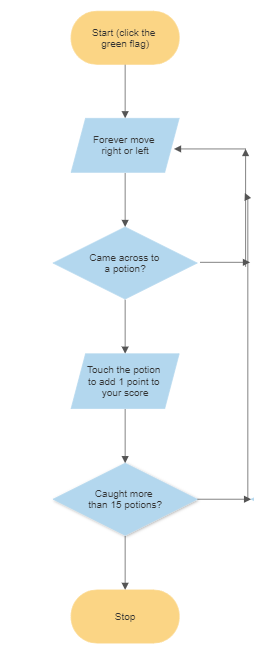 Start (click the
green flag)
Forever move
right or left
Came across to
a potion?
Touch the potion
to add 1 point to
your score
Caught more
than 15 potions?
Stop